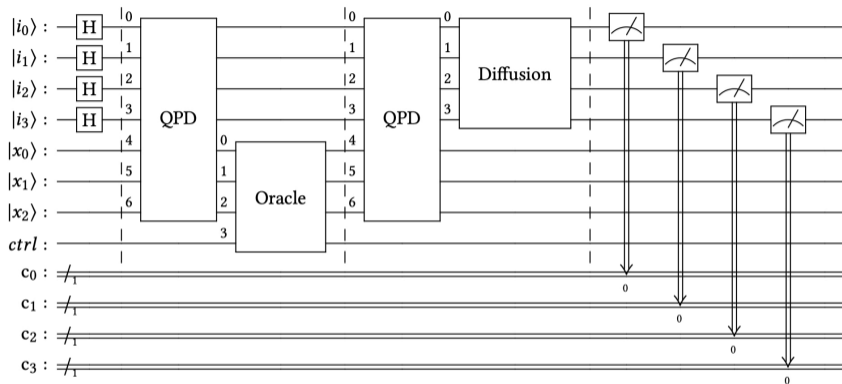 |i₀⟩ : H 0 0 0
|i₁⟩ : H 1 1 1
|i₂⟩ : H 2 2 2 Diffusion
|i₃⟩ : H 3 QPD 3 QPD 3
|x₀⟩ : 4 0 4
|x₁⟩ : 5 1 Oracle 5
|x₂⟩ : 6 2 6
ctrl : 3
c₀ : 1 0
c₁ : 1 0
c₂ : 1 0
c₃ : 1 0